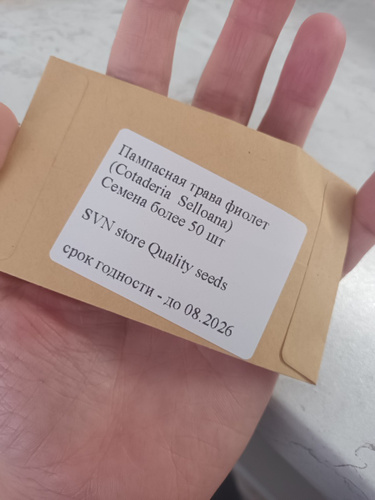 Пампасная трава фиолет
(Cotaderia Selloana)
Семена более 50 шт
SVN store Quality seeds
срок годности - до 08.2026